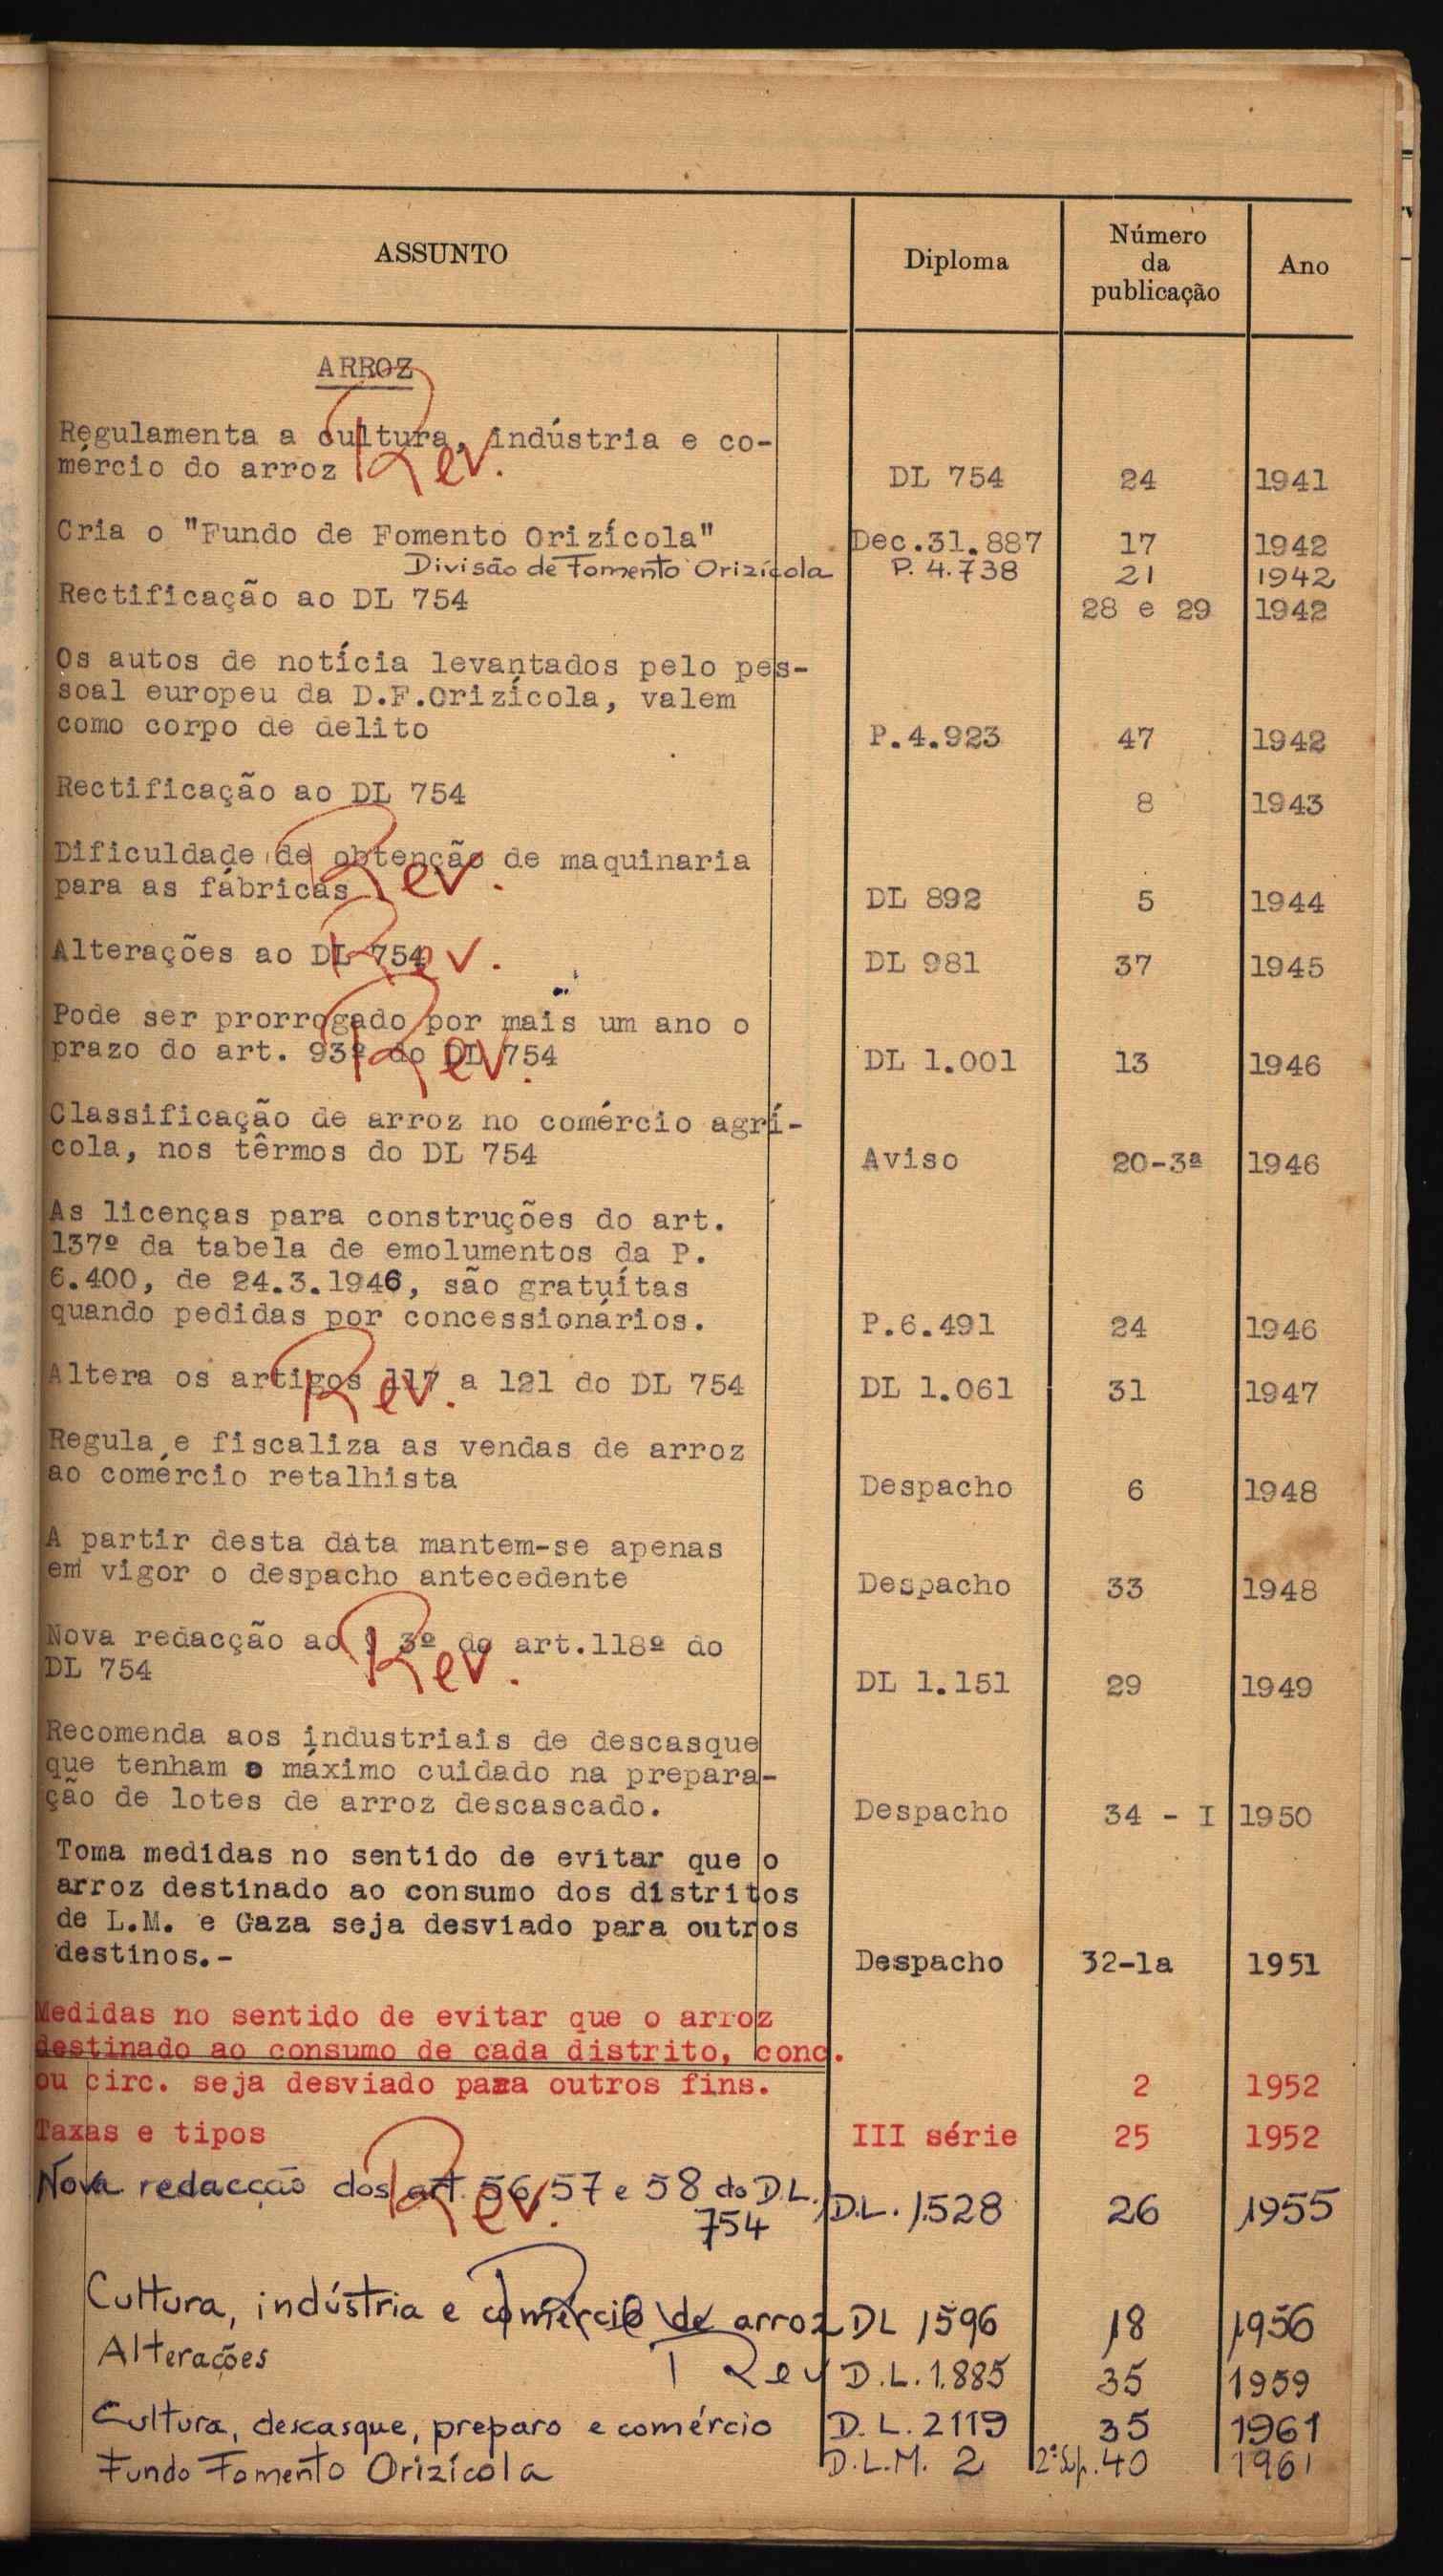 ASSUNTO Diploma Número da publicação Ano
ARROZ
Regulamenta a cultura, indústria e co-
mércio do arroz Rev. DL 754 24 1941
Cria o "Fundo de Fomento Orizícola" Dec.31.887 17 1942
Divisão de Fomento Orizícola P. 4.738 21 1942
Rectificação ao DL 754 28 e 29 1942
Os autos de notícia levantados pelo pes-
soal europeu da D.F.Orizícola, valem
como corpo de delito P.4.923 47 1942
Rectificação ao DL 754 8 1943
Dificuldade de obtenção de maquinaria
para as fábricas Rev. DL 892 5 1944
Alterações ao DL 754 Rev. DL 981 37 1945
Pode ser prorrogado por mais um ano o
prazo do art. 93º do DL 754 Rev. DL 1.001 13 1946
Classificação de arroz no comércio agrí-
cola, nos têrmos do DL 754 Aviso 20-3ª 1946
As licenças para construções do art.
137º da tabela de emolumentos da P.
6.400, de 24.3.1946, são gratuítas
quando pedidas por concessionários. P.6.491 24 1946
Altera os artigos 117 a 121 do DL 754 Rev. DL 1.061 31 1947
Regula e fiscaliza as vendas de arroz
ao comércio retalhista Despacho 6 1948
A partir desta data mantem-se apenas
em vigor o despacho antecedente Despacho 33 1948
Nova redacção ao § 3º do art.118º do
DL 754 Rev. DL 1.151 29 1949
Recomenda aos industriais de descasque
que tenham o máximo cuidado na prepara-
ção de lotes de arroz descascado. Despacho 34 - I 1950
Toma medidas no sentido de evitar que o
arroz destinado ao consumo dos distritos
de L.M. e Gaza seja desviado para outros
destinos.- Despacho 32-1a 1951
Medidas no sentido de evitar que o arroz
destinado ao consumo de cada distrito, conc.
ou circ. seja desviado para outros fins. 2 1952
Taxas e tipos III série 25 1952
Nova redacção dos art. 56, 57 e 58 do D.L. Rev. D.L. 1.528 26 1955
754
Cultura, indústria e comércio de arroz DL 1596 18 1956
Alterações Rev D.L. 1.885 35 1959
Cultura, descasque, preparo e comércio D.L. 2119 35 1961
Fundo Fomento Orizícola D.L.M. 2 2º Sup. 40 1961